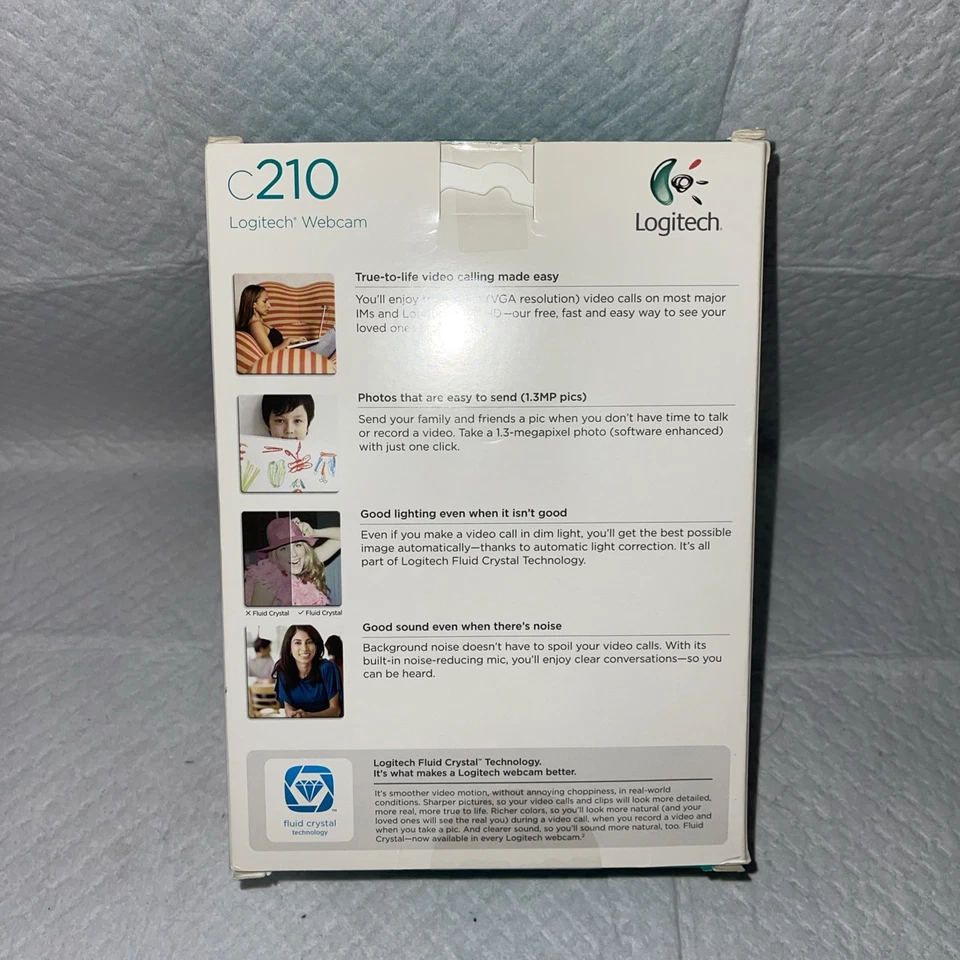 c210
Logitech® Webcam
Logitech.
True-to-life video calling made easy
You'll enjoy (VGA resolution) video calls on most major
IMs and HD—our free, fast and easy way to see your
loved
Photos that are easy to send (1.3MP pics)
Send your family and friends a pic when you don't have time to talk
or record a video. Take a 1.3-megapixel photo (software enhanced)
with just one click.
Good lighting even when it isn't good
Even if you make a video call in dim light, you'll get the best possible
image automatically—thanks to automatic light correction. It's all
part of Logitech Fluid Crystal Technology.
✕ Fluid Crystal ✓ Fluid Crystal
Good sound even when there's noise
Background noise doesn't have to spoil your video calls. With its
built-in noise-reducing mic, you'll enjoy clear conversations—so you
can be heard.
Logitech Fluid Crystal™ Technology.
It's what makes a Logitech webcam better.
fluid crystal™
technology
It's smoother video motion, without annoying choppiness, in real-world
conditions. Sharper pictures, so your video calls and clips will look more detailed,
more real, more true to life. Richer colors, so you'll look more natural (and your
loved ones will see the real you) during a video call, when you record a video and
when you take a pic. And clearer sound, so you'll sound more natural, too. Fluid
Crystal—now available in every Logitech webcam.²